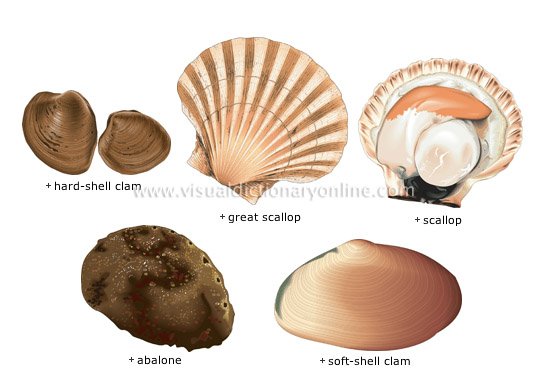 + hard-shell clam
www.visualdictionaryonline.com
+ great scallop
+ scallop
+ abalone
+ soft-shell clam